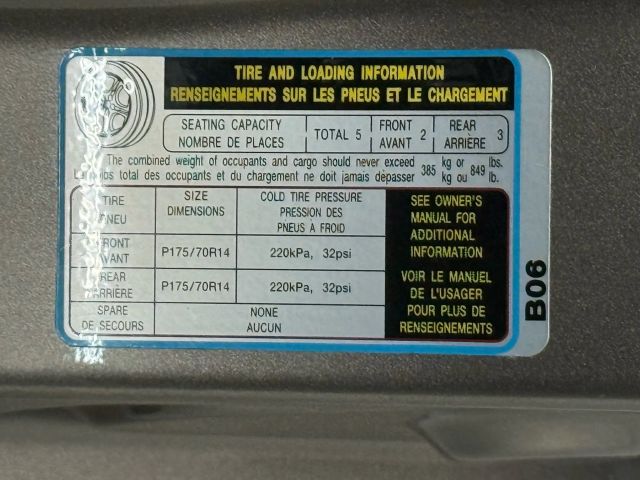 TIRE AND LOADING INFORMATION
RENSEIGNEMENTS SUR LES PNEUS ET LE CHARGEMENT
SEATING CAPACITY
NOMBRE DE PLACES
TOTAL 5
FRONT
AVANT 2
REAR
ARRIÈRE 3
The combined weight of occupants and cargo should never exceed 385 kg or 849 lbs.
total des occupants et du chargement ne doit jamais dépasser kg ou lb.
TIRE
PNEU
SIZE
DIMENSIONS
COLD TIRE PRESSURE
PRESSION DES
PNEUS A FROID
FRONT
AVANT
P175/70R14
220kPa, 32psi
REAR
ARRIÈRE
P175/70R14
220kPa, 32psi
SPARE
DE SECOURS
NONE
AUCUN
SEE OWNER'S
MANUAL FOR
ADDITIONAL
INFORMATION
VOIR LE MANUEL
DE L'USAGER
POUR PLUS DE
RENSEIGNEMENTS
B06